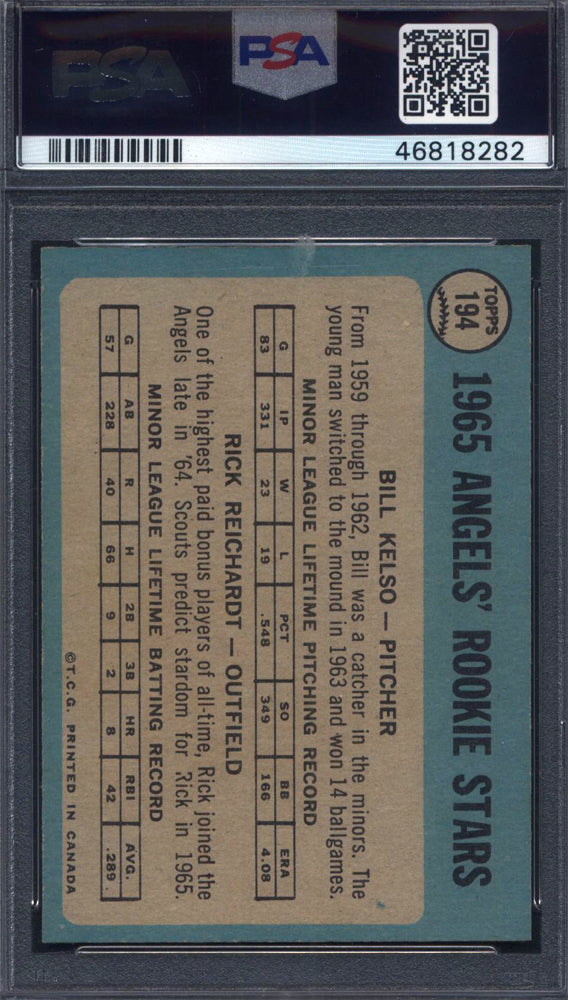 PSA
PSA
46818282
TOPPS
194
1965 ANGELS' ROOKIE STARS
BILL KELSO — PITCHER
From 1959 through 1962, Bill was a catcher in the minors. The
young man switched to the mound in 1963 and won 14 ballgames.
MINOR LEAGUE LIFETIME PITCHING RECORD
G IP W L PCT SO BB ERA
83 331 23 19 .548 349 166 4.08
RICK REICHARDT — OUTFIELD
One of the highest paid bonus players of all-time, Rick joined the
Angels late in '64. Scouts predict stardom for Rick in 1965.
MINOR LEAGUE LIFETIME BATTING RECORD
G AB R H 2B 3B HR RBI AVG.
57 228 40 66 9 2 8 42 .289
©T.C.G. PRINTED IN CANADA